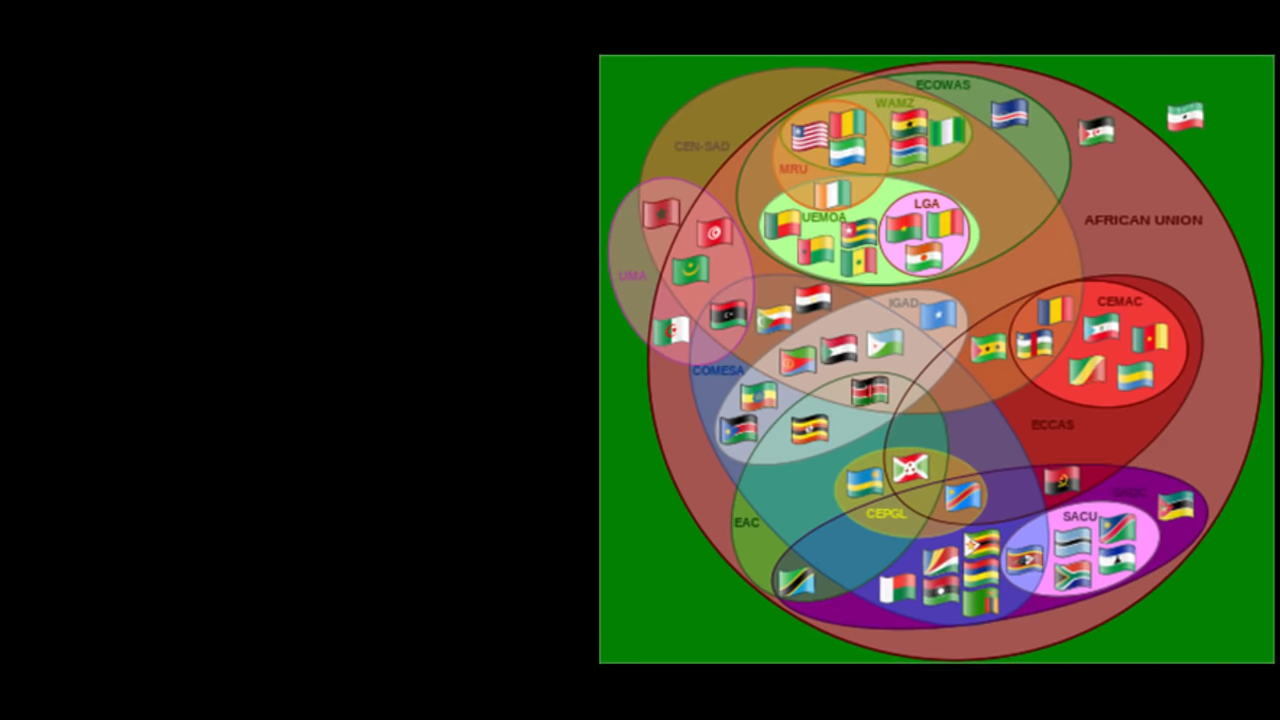 ECOWAS
WAMZ
CEN-SAD
MRU
LGA
UEMOA
AFRICAN UNION
UMA
IGAD
CEMAC
COMESA
ECCAS
CEPGL
SACU
EAC